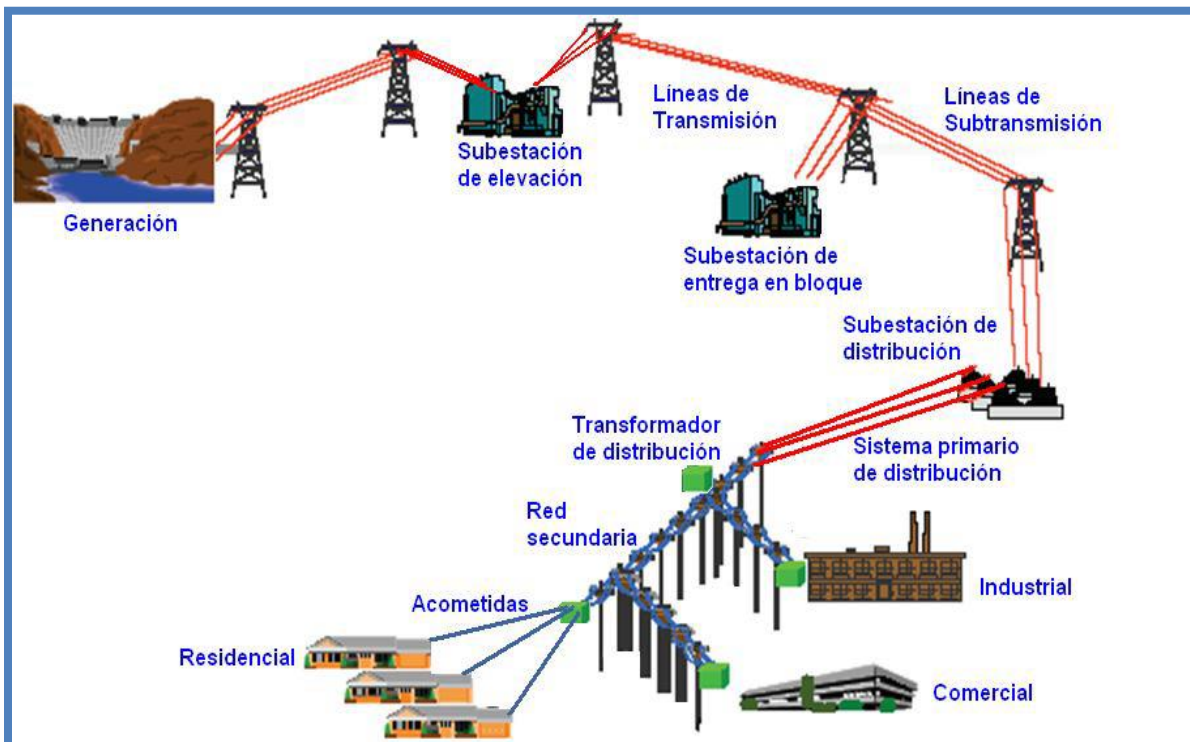 Generación
Subestación
de elevación
Líneas de
Transmisión
Líneas de
Subtransmisión
Subestación de
entrega en bloque
Subestación de
distribución
Transformador
de distribución
Sistema primario
de distribución
Red
secundaria
Industrial
Acometidas
Residencial
Comercial